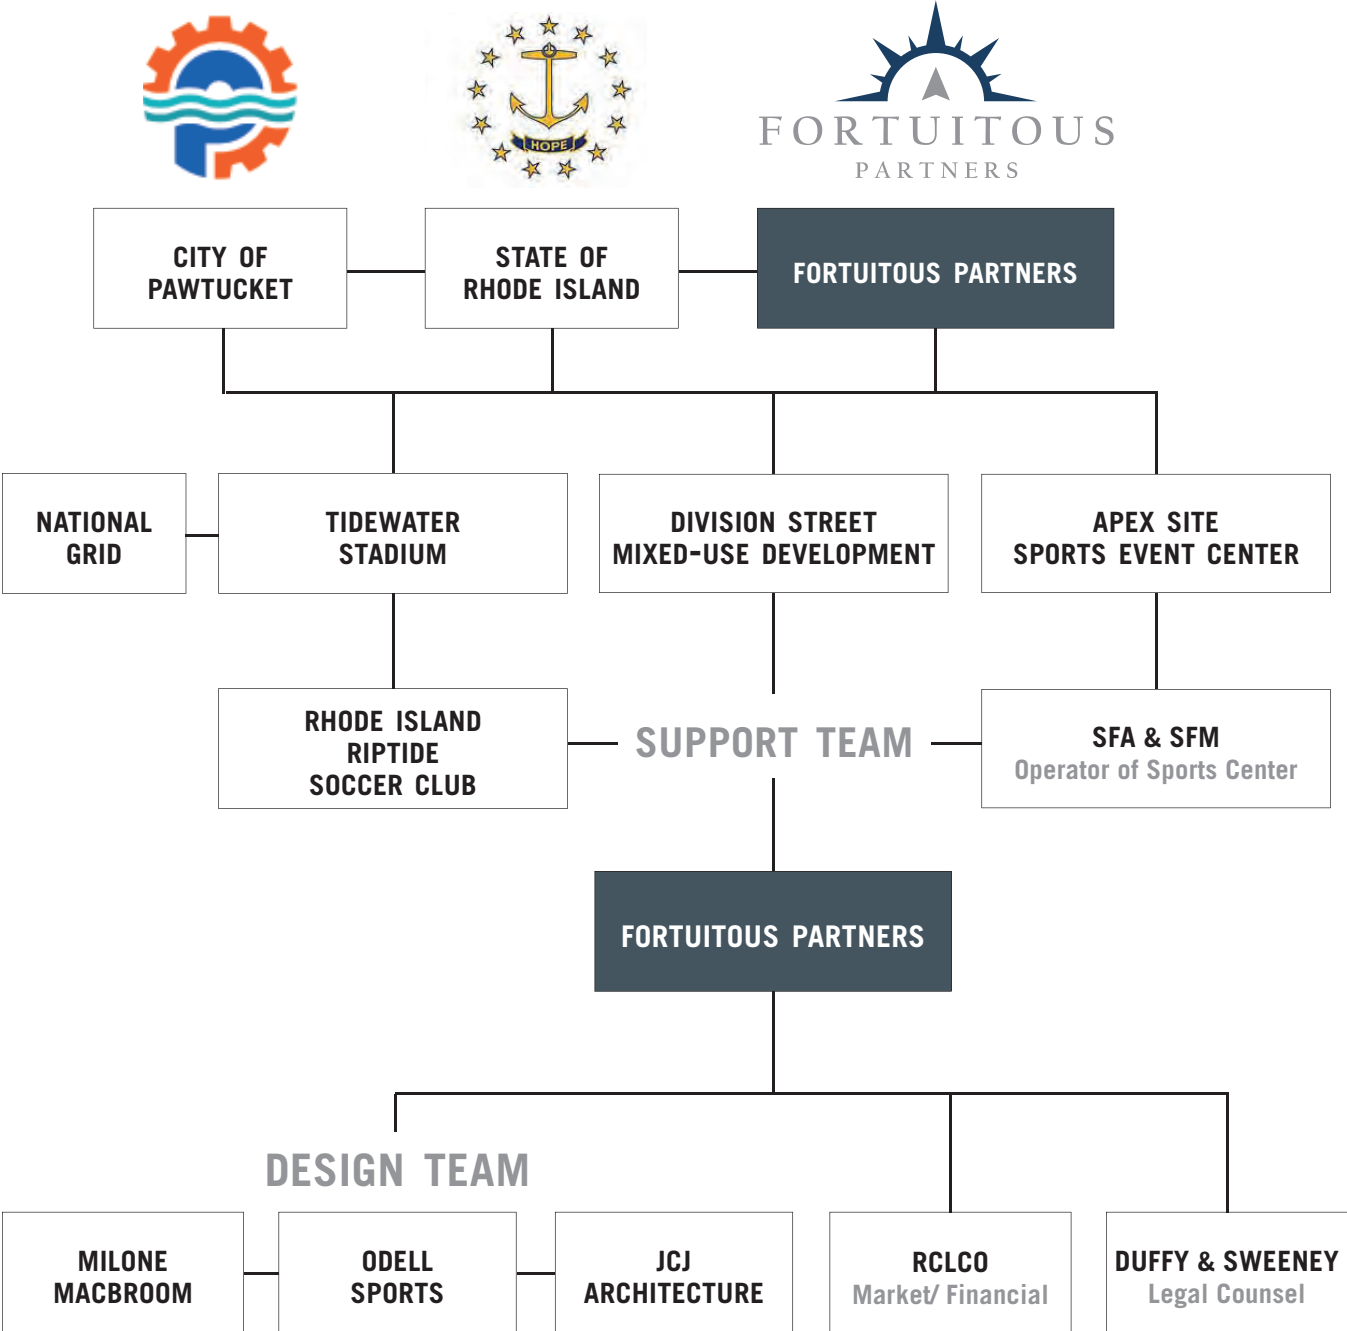 HOPE
FORTUITOUS
PARTNERS
CITY OF
PAWTUCKET
STATE OF
RHODE ISLAND
FORTUITOUS PARTNERS
NATIONAL
GRID
TIDEWATER
STADIUM
DIVISION STREET
MIXED-USE DEVELOPMENT
APEX SITE
SPORTS EVENT CENTER
RHODE ISLAND
RIPTIDE
SOCCER CLUB
SUPPORT TEAM
SFA & SFM
Operator of Sports Center
FORTUITOUS PARTNERS
DESIGN TEAM
MILONE
MACBROOM
ODELL
SPORTS
JCJ
ARCHITECTURE
RCLCO
Market/ Financial
DUFFY & SWEENEY
Legal Counsel